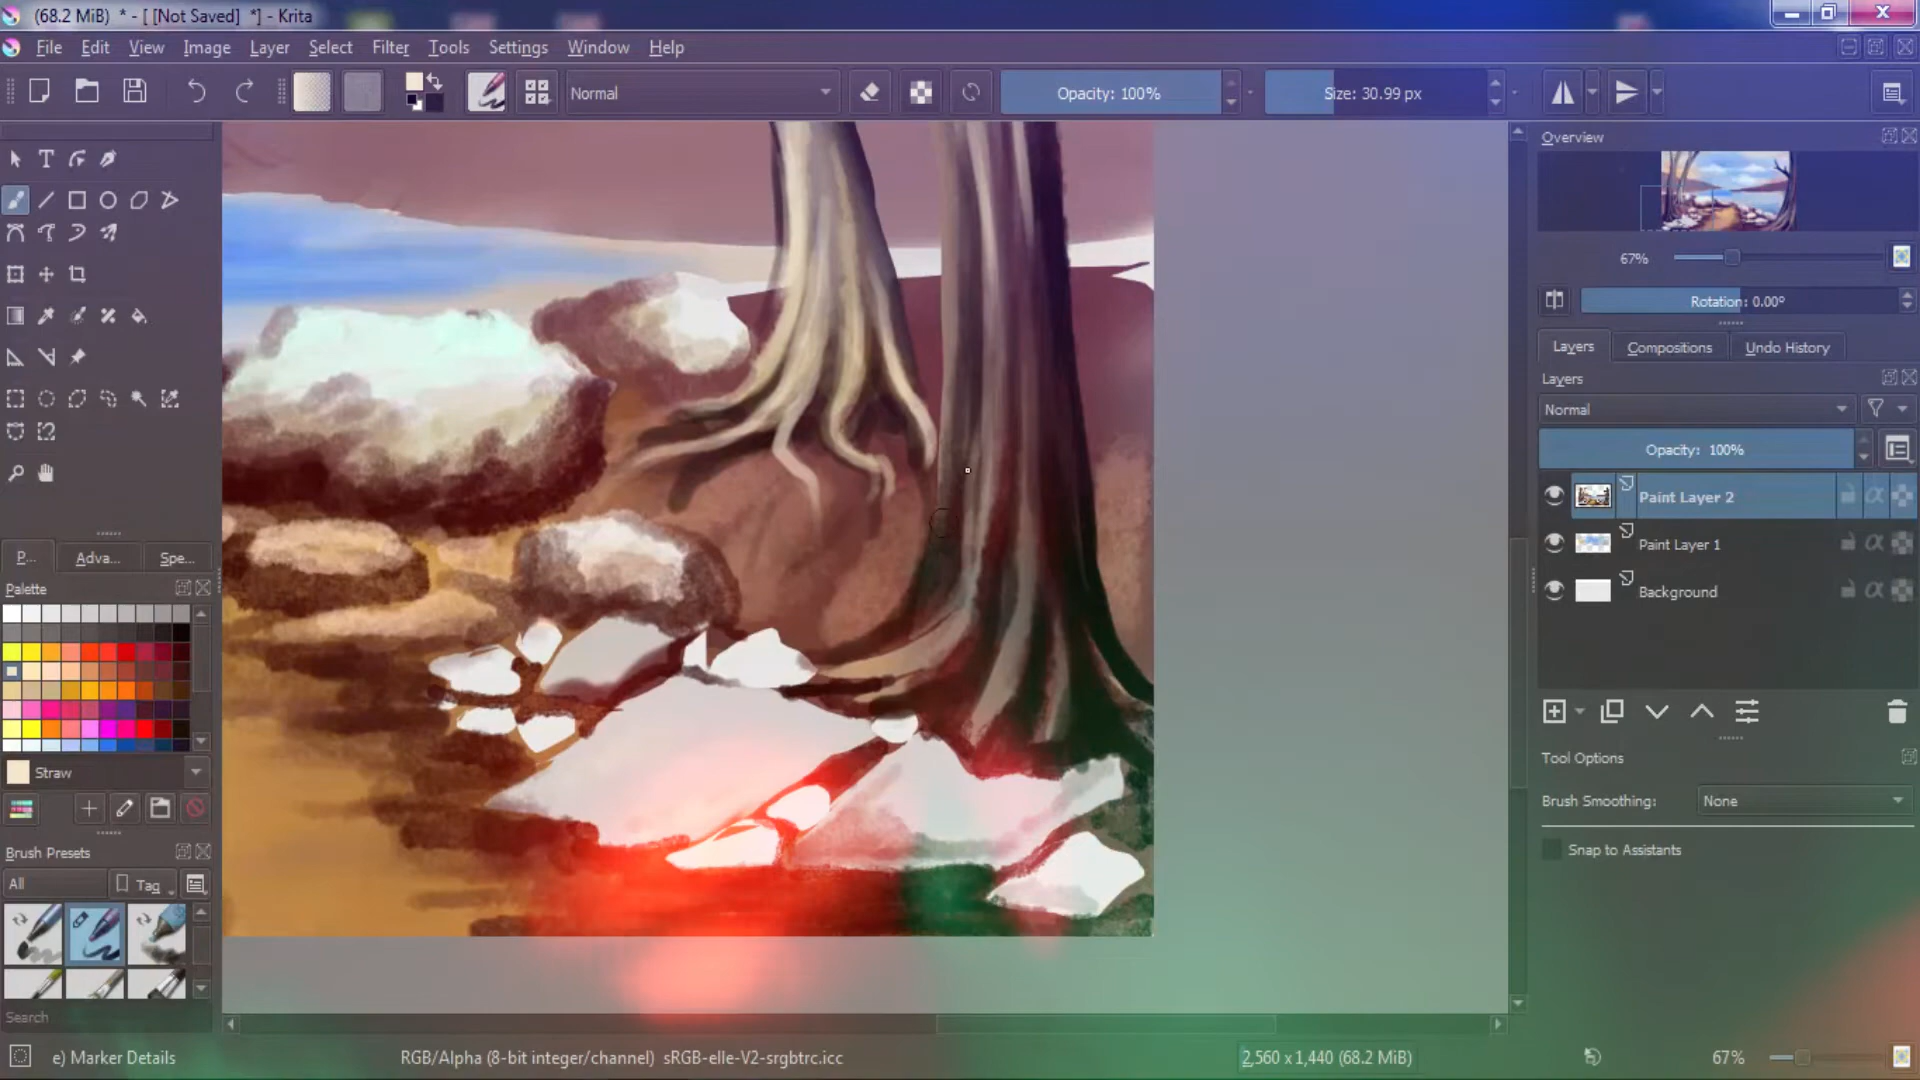 (68.2 MiB)  * - [ [Not Saved]  *] - Krita
File Edit View Image Layer Select Filter Tools Settings Window Help
Normal
Opacity: 100%
Size: 30.99 px
Overview
67%
Rotation: 0.00º
Layers Compositions Undo History
Layers
Normal
Opacity:  100%
Paint Layer 2
Paint Layer 1
Background
Tool Options
Brush Smoothing: None
Snap to Assistants
P... Adva... Spe...
Palette
Straw
Brush Presets
All
Tag
Search
e) Marker Details
RGB/Alpha (8-bit integer/channel)  sRGB-elle-V2-srgbtrc.icc
2,560 x 1,440 (68.2 MiB)
67%